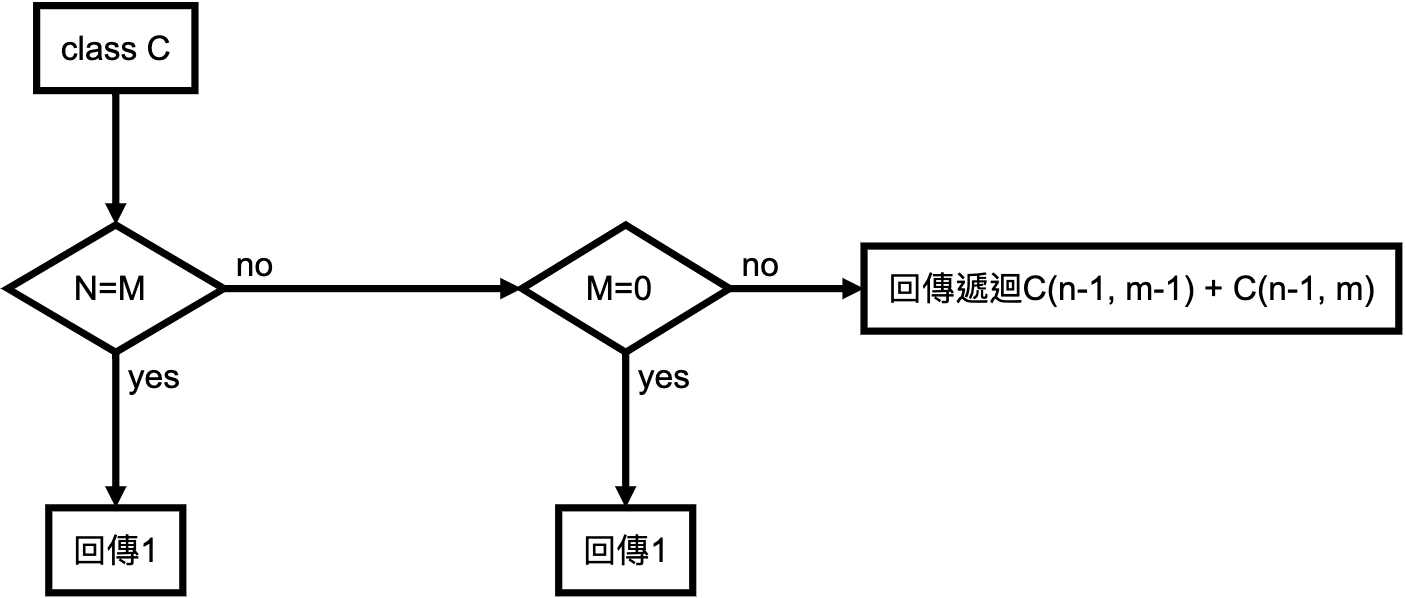 class C
N=M
no
M=0
no
回傳遞迴C(n-1, m-1) + C(n-1, m)
yes
yes
回傳1
回傳1